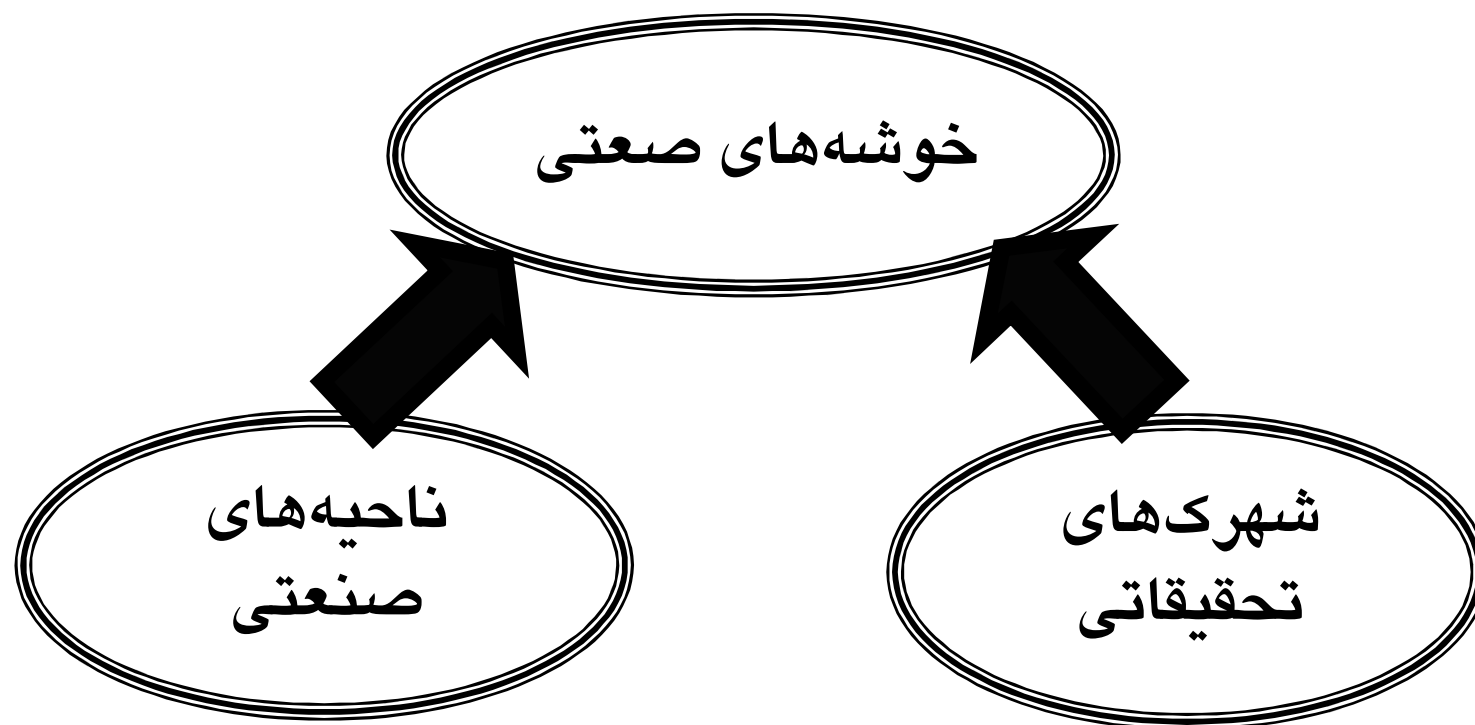 خوشه‌های صعتی
شهرک‌های
تحقیقاتی
ناحیه‌های
صنعتی